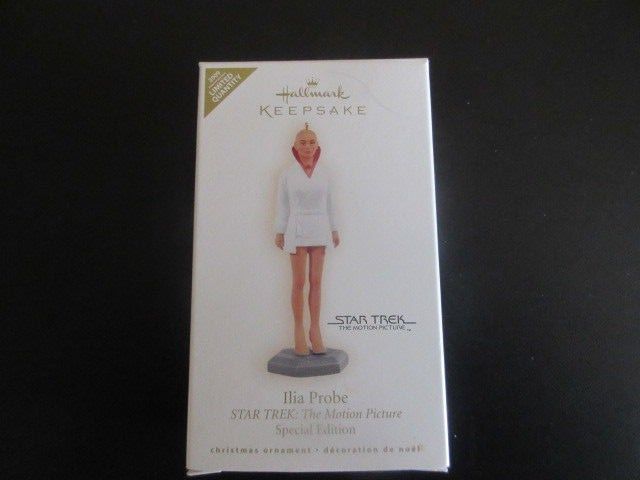 2009
LIMITED
QUANTITY
Hallmark
KEEPSAKE
STAR TREK
THE MOTION PICTURE™
Ilia Probe
STAR TREK: The Motion Picture
Special Edition
christmas ornament • décoration de noël